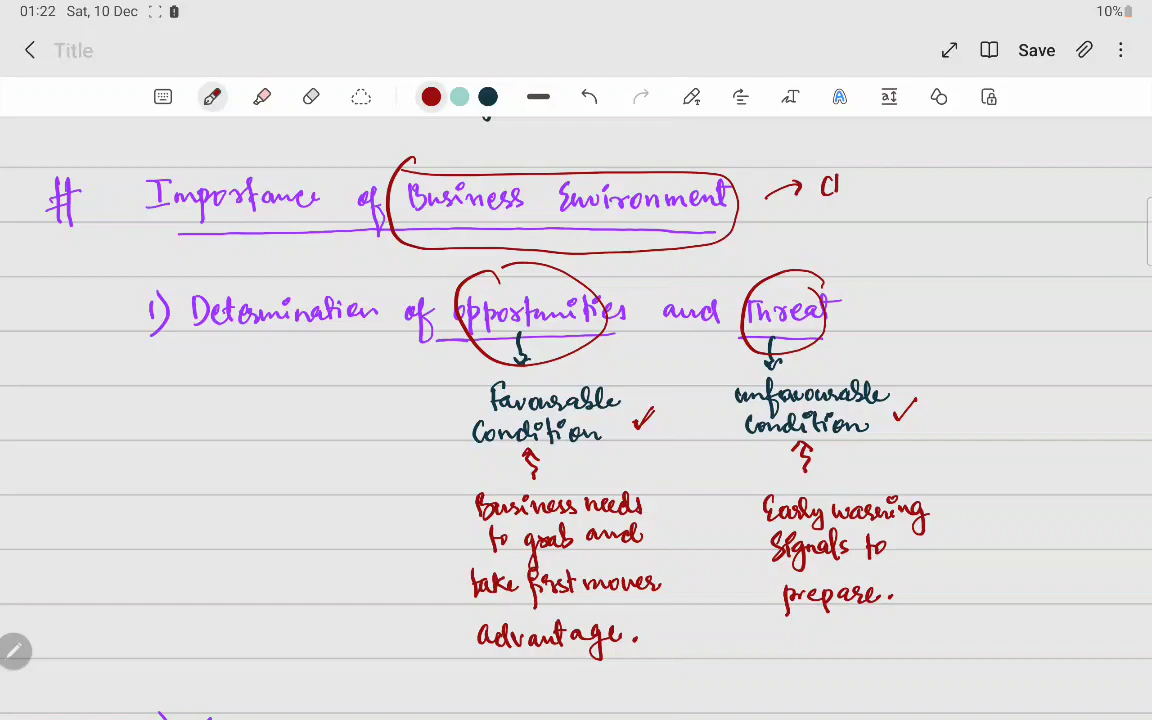 01:22 Sat, 10 Dec
10%
Title
Save
# Importance of Business Environment → Cl
1) Determination of opportunities and Threat
Favourable Condition
unfavourable Condition
Business needs to grab and take first mover advantage.
Early warning signals to prepare.